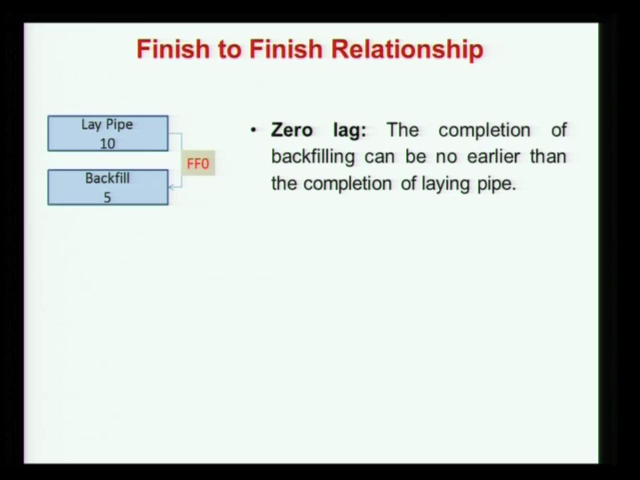 Finish to Finish Relationship
Lay Pipe
10
FF0
Backfill
5
• Zero lag: The completion of
backfilling can be no earlier than
the completion of laying pipe.